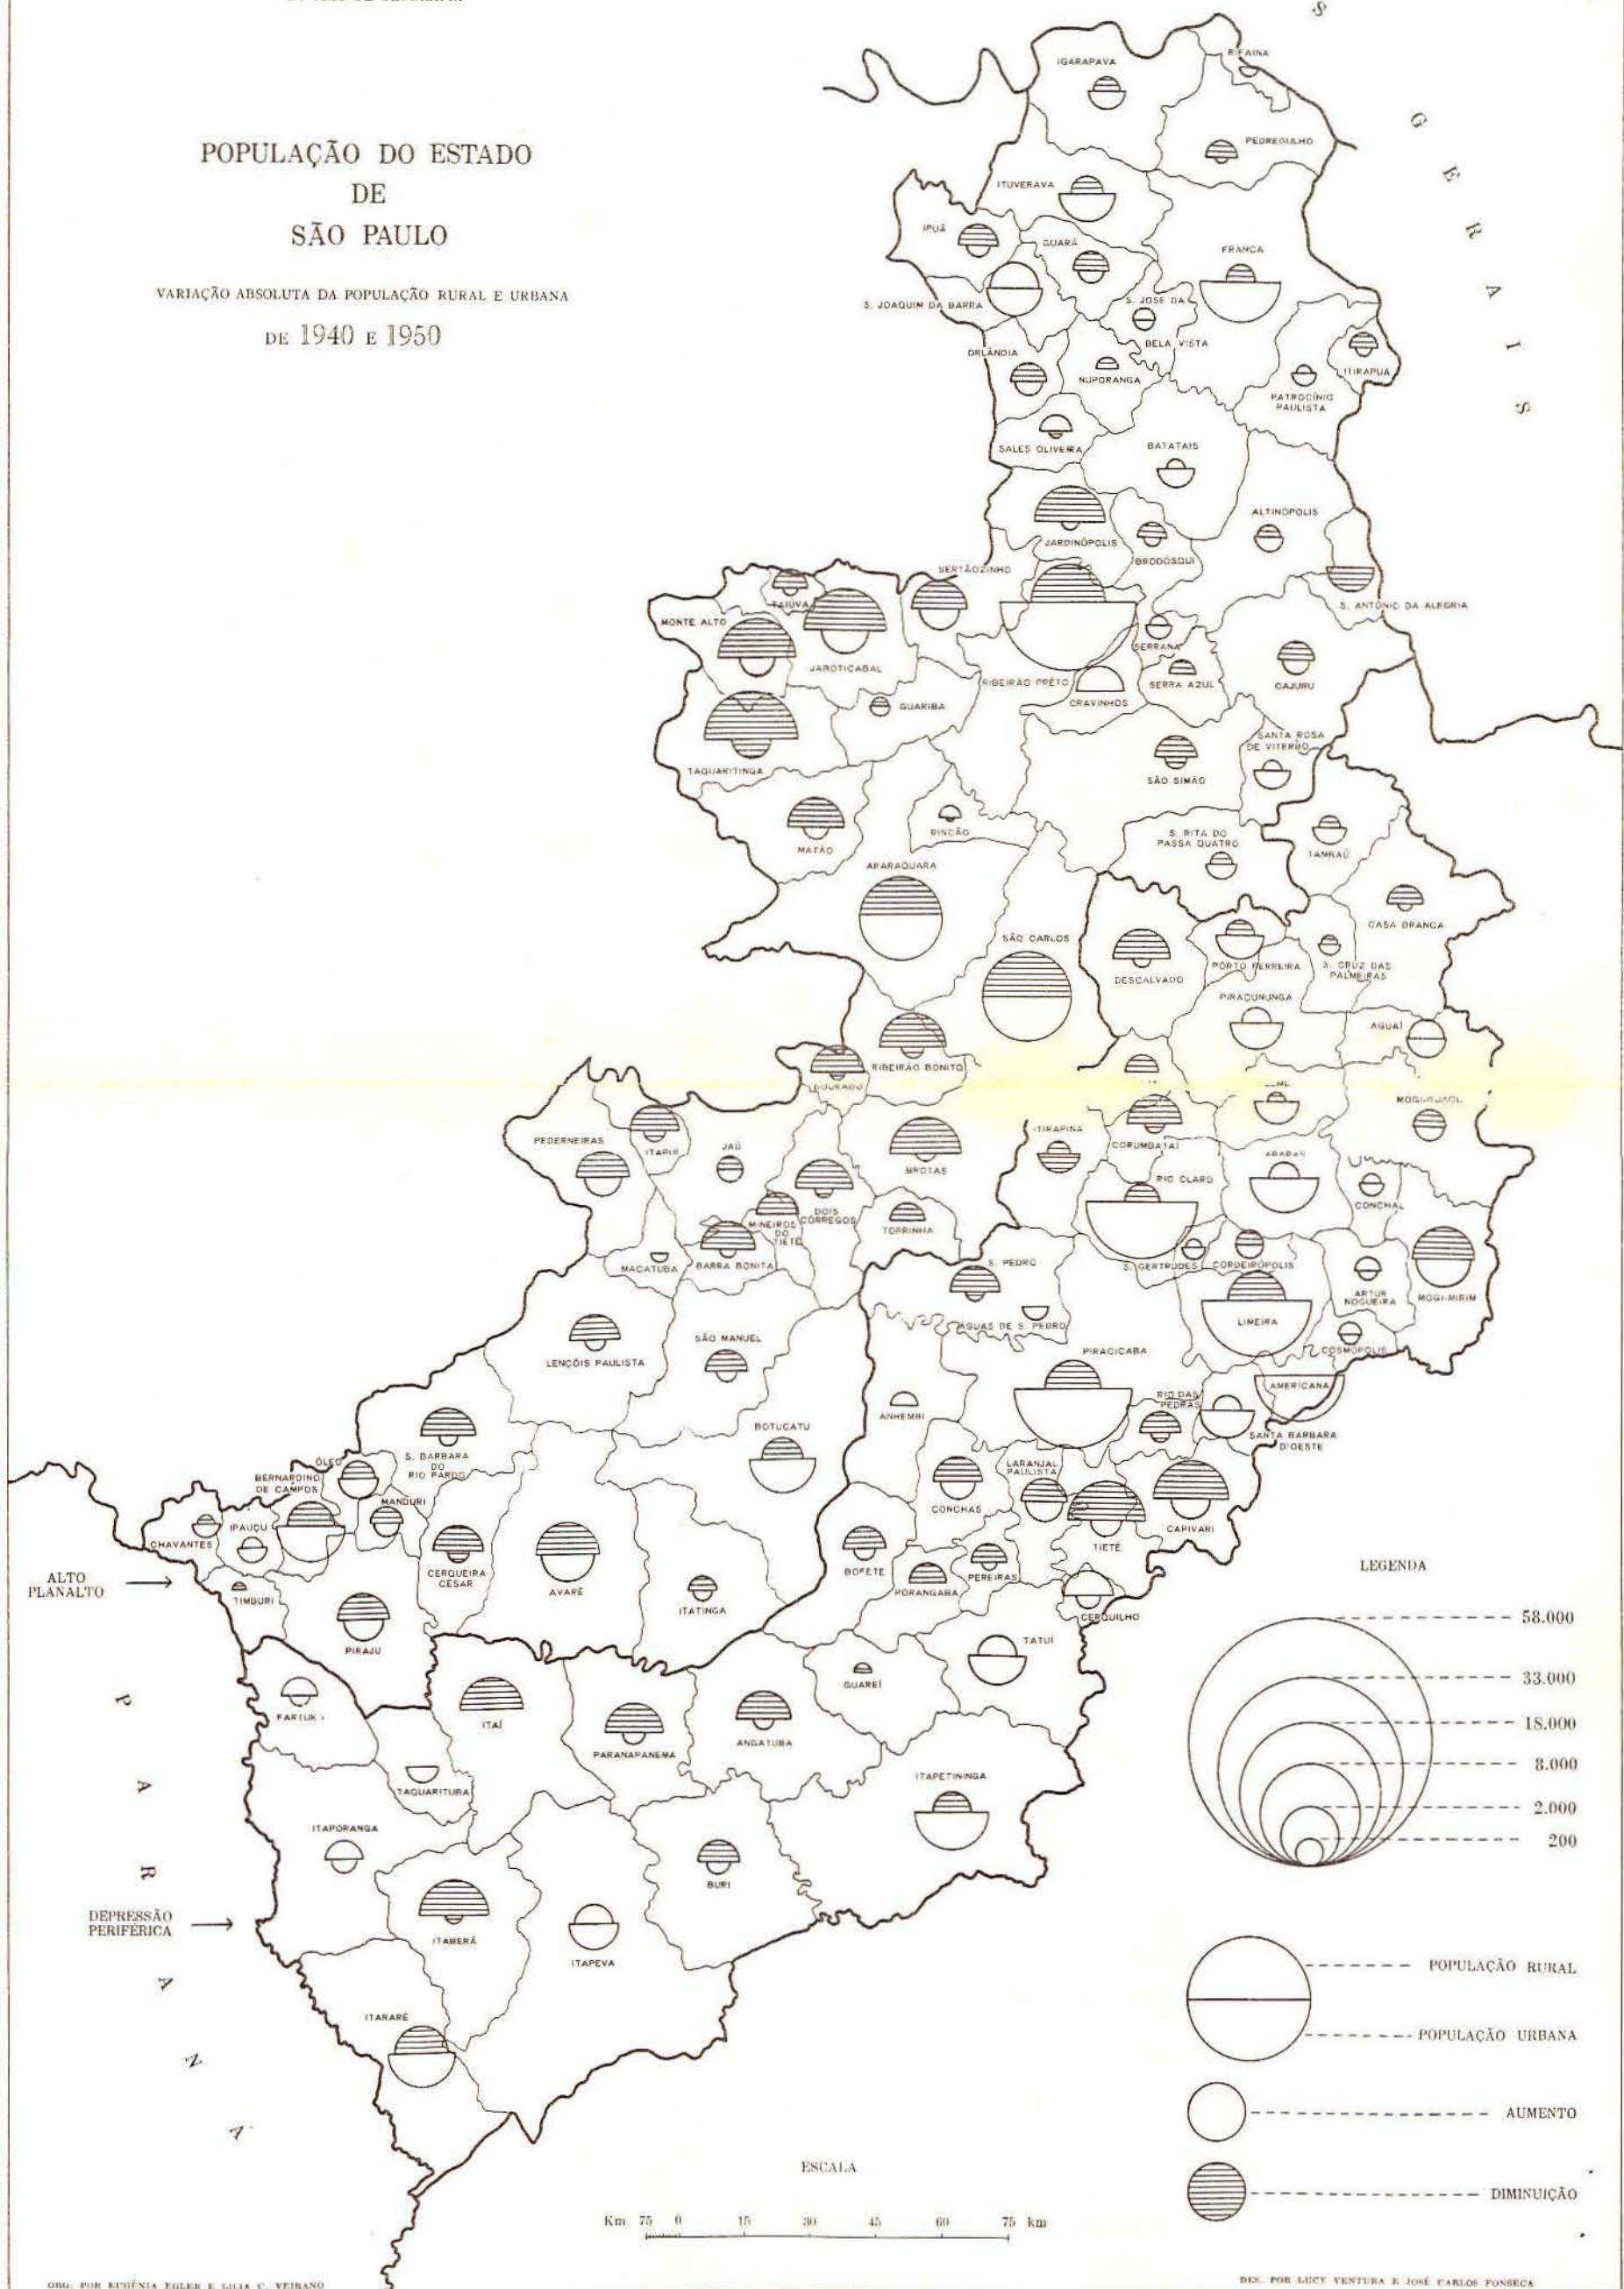 POPULAÇÃO DO ESTADO
DE
SÃO PAULO
VARIAÇÃO ABSOLUTA DA POPULAÇÃO RURAL E URBANA
DE 1940 E 1950
S
G
E
R
A
I
S
IGARAPAVA
RIFAINA
PEDREGULHO
ITUVERAVA
IPUÃ
GUARÁ
FRANCA
S. JOAQUIM DA BARRA
S. JOSÉ DA
BELA VISTA
ORLÂNDIA
NUPORANGA
ITIRAPUÃ
PATROCÍNIO
PAULISTA
SALES OLIVEIRA
BATATAIS
ALTINÓPOLIS
JARDINÓPOLIS
BRODÓSQUI
SERTÃOZINHO
S. ANTÔNIO DA ALEGRIA
TAIÚVA
MONTE ALTO
JABOTICABAL
SERRANA
RIBEIRÃO PRÊTO
SERRA AZUL
CAJURU
CRAVINHOS
GUARIBA
SANTA ROSA
DE VITERBO
TAQUARITINGA
SÃO SIMÃO
RINCÃO
S. RITA DO
PASSA QUATRO
MATÃO
TAMBAÚ
ARARAQUARA
CASA BRANCA
SÃO CARLOS
DESCALVADO
PÔRTO FERREIRA
S. CRUZ DAS
PALMEIRAS
PIRAÇUNUNGA
AGUAÍ
RIBEIRÃO BONITO
DOURADO
MOGI-GUAÇU
PEDERNEIRAS
ITAPUÍ
JAÚ
BROTAS
ITIRAPINA
CORUMBATAÍ
RIO CLARO
CONCHAL
DOIS
CÓRREGOS
MINEIROS
DO
TIETÊ
TORRINHA
MACATUBA
BARRA BONITA
S. PEDRO
S. GERTRUDES
CORDEIRÓPOLIS
ARTUR
NOGUEIRA
MOGI-MIRIM
ÁGUAS DE S. PEDRO
LIMEIRA
COSMÓPOLIS
LENÇÓIS PAULISTA
SÃO MANUEL
PIRACICABA
AMERICANA
RIO DAS
PEDRAS
SANTA BARBARA
D'OESTE
ANHEMBI
BOTUCATU
ÓLEO
S. BARBARA
DO
RIO PARDO
BERNARDINO
DE CAMPOS
MANDURI
LARANJAL
PAULISTA
CONCHAS
CAPIVARI
TIETÊ
CHAVANTES
IPAUÇU
CERQUEIRA
CÉSAR
AVARÉ
BOFETE
PORANGABA
PEREIRAS
CERQUILHO
ITATINGA
TIMBURI
PIRAJU
TATUÍ
GUAREÍ
ITAÍ
PARANAPANEMA
ANGATUBA
TAQUARITUBA
ITAPETININGA
ITAPORANGA
BURI
ITABERÁ
ITAPEVA
ITARARÉ
ALTO
PLANALTO
P
A
R
A
N
A
DEPRESSÃO
PERIFÉRICA
LEGENDA
58.000
33.000
18.000
8.000
2.000
200
POPULAÇÃO RURAL
POPULAÇÃO URBANA
AUMENTO
DIMINUIÇÃO
ESCALA
Km 75 0 15 30 45 60 75 km
ORG. POR EUGÊNIA EGLER E LILIA C. VEIRANO
DES. POR LUCY VENTURA E JOSÉ CARLOS FONSECA